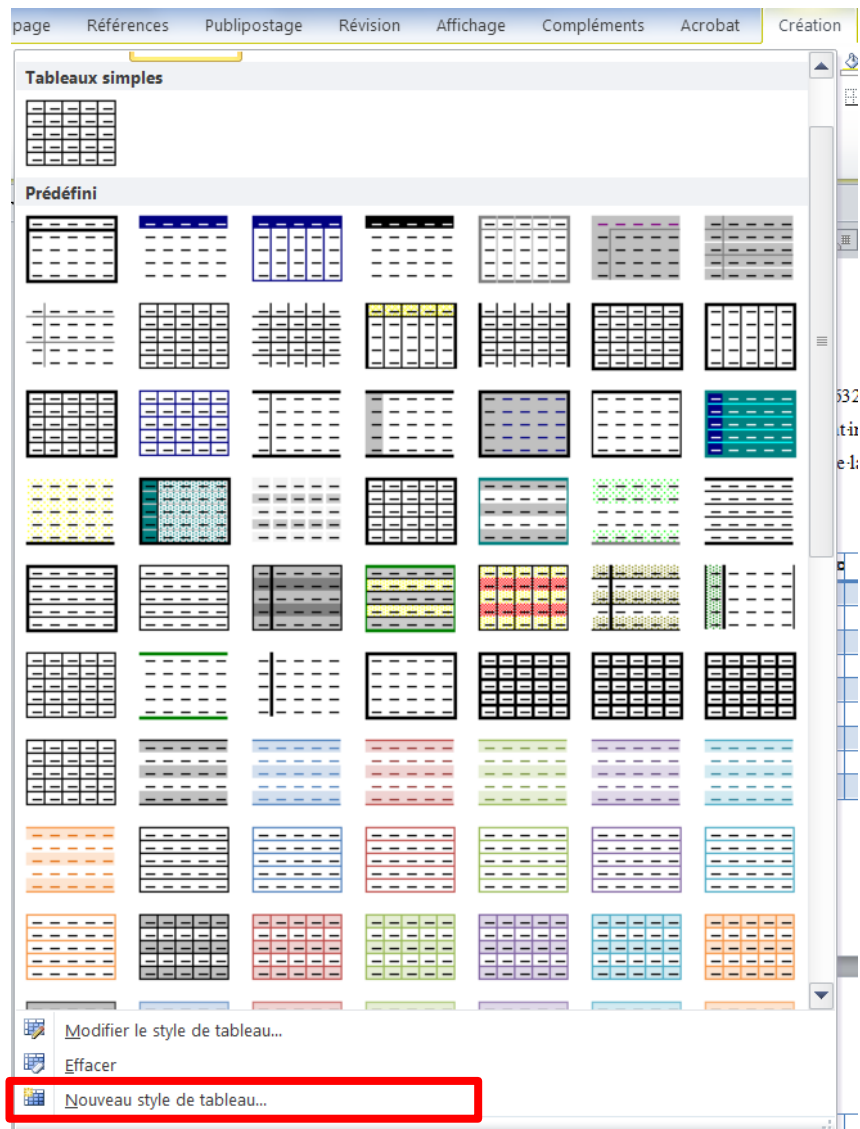 page Références Publipostage Révision Affichage Compléments Acrobat Création
Tableaux simples
Prédéfini
Modifier le style de tableau...
Effacer
Nouveau style de tableau...